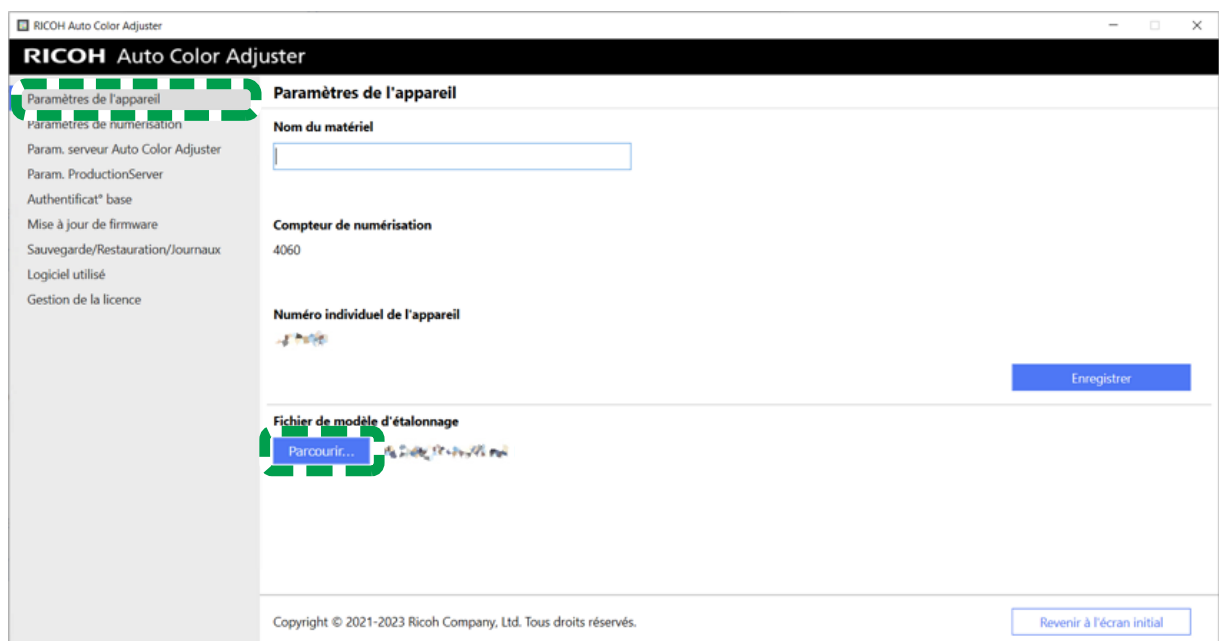 RICOH Auto Color Adjuster
RICOH Auto Color Adjuster
Paramètres de l'appareil
Paramètres de numérisation
Param. serveur Auto Color Adjuster
Param. ProductionServer
Authentificat° base
Mise à jour de firmware
Sauvegarde/Restauration/Journaux
Logiciel utilisé
Gestion de la licence
Paramètres de l'appareil
Nom du matériel
Compteur de numérisation
4060
Numéro individuel de l'appareil
Enregistrer
Fichier de modèle d'étalonnage
Parcourir...
Copyright © 2021-2023 Ricoh Company, Ltd. Tous droits réservés.
Revenir à l'écran initial